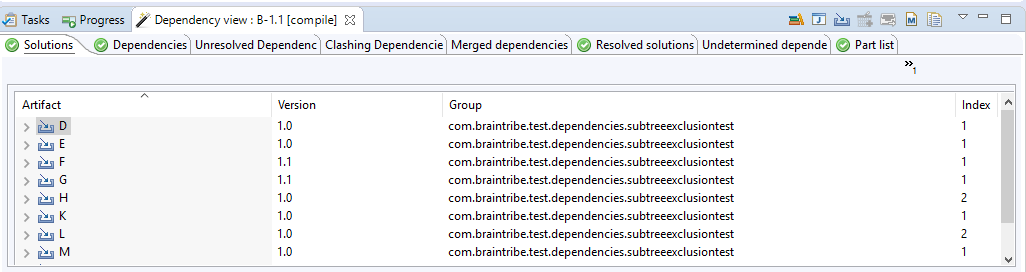 Tasks Progress Dependency view : B-1.1 [compile]
Solutions Dependencies Unresolved Dependenc Clashing Dependencie Merged dependencies Resolved solutions Undetermined depende Part list
»1
Artifact Version Group Index
D 1.0 com.braintribe.test.dependencies.subtreeexclusiontest 1
E 1.0 com.braintribe.test.dependencies.subtreeexclusiontest 1
F 1.1 com.braintribe.test.dependencies.subtreeexclusiontest 1
G 1.1 com.braintribe.test.dependencies.subtreeexclusiontest 1
H 1.0 com.braintribe.test.dependencies.subtreeexclusiontest 2
K 1.0 com.braintribe.test.dependencies.subtreeexclusiontest 1
L 1.0 com.braintribe.test.dependencies.subtreeexclusiontest 2
M 1.0 com.braintribe.test.dependencies.subtreeexclusiontest 1